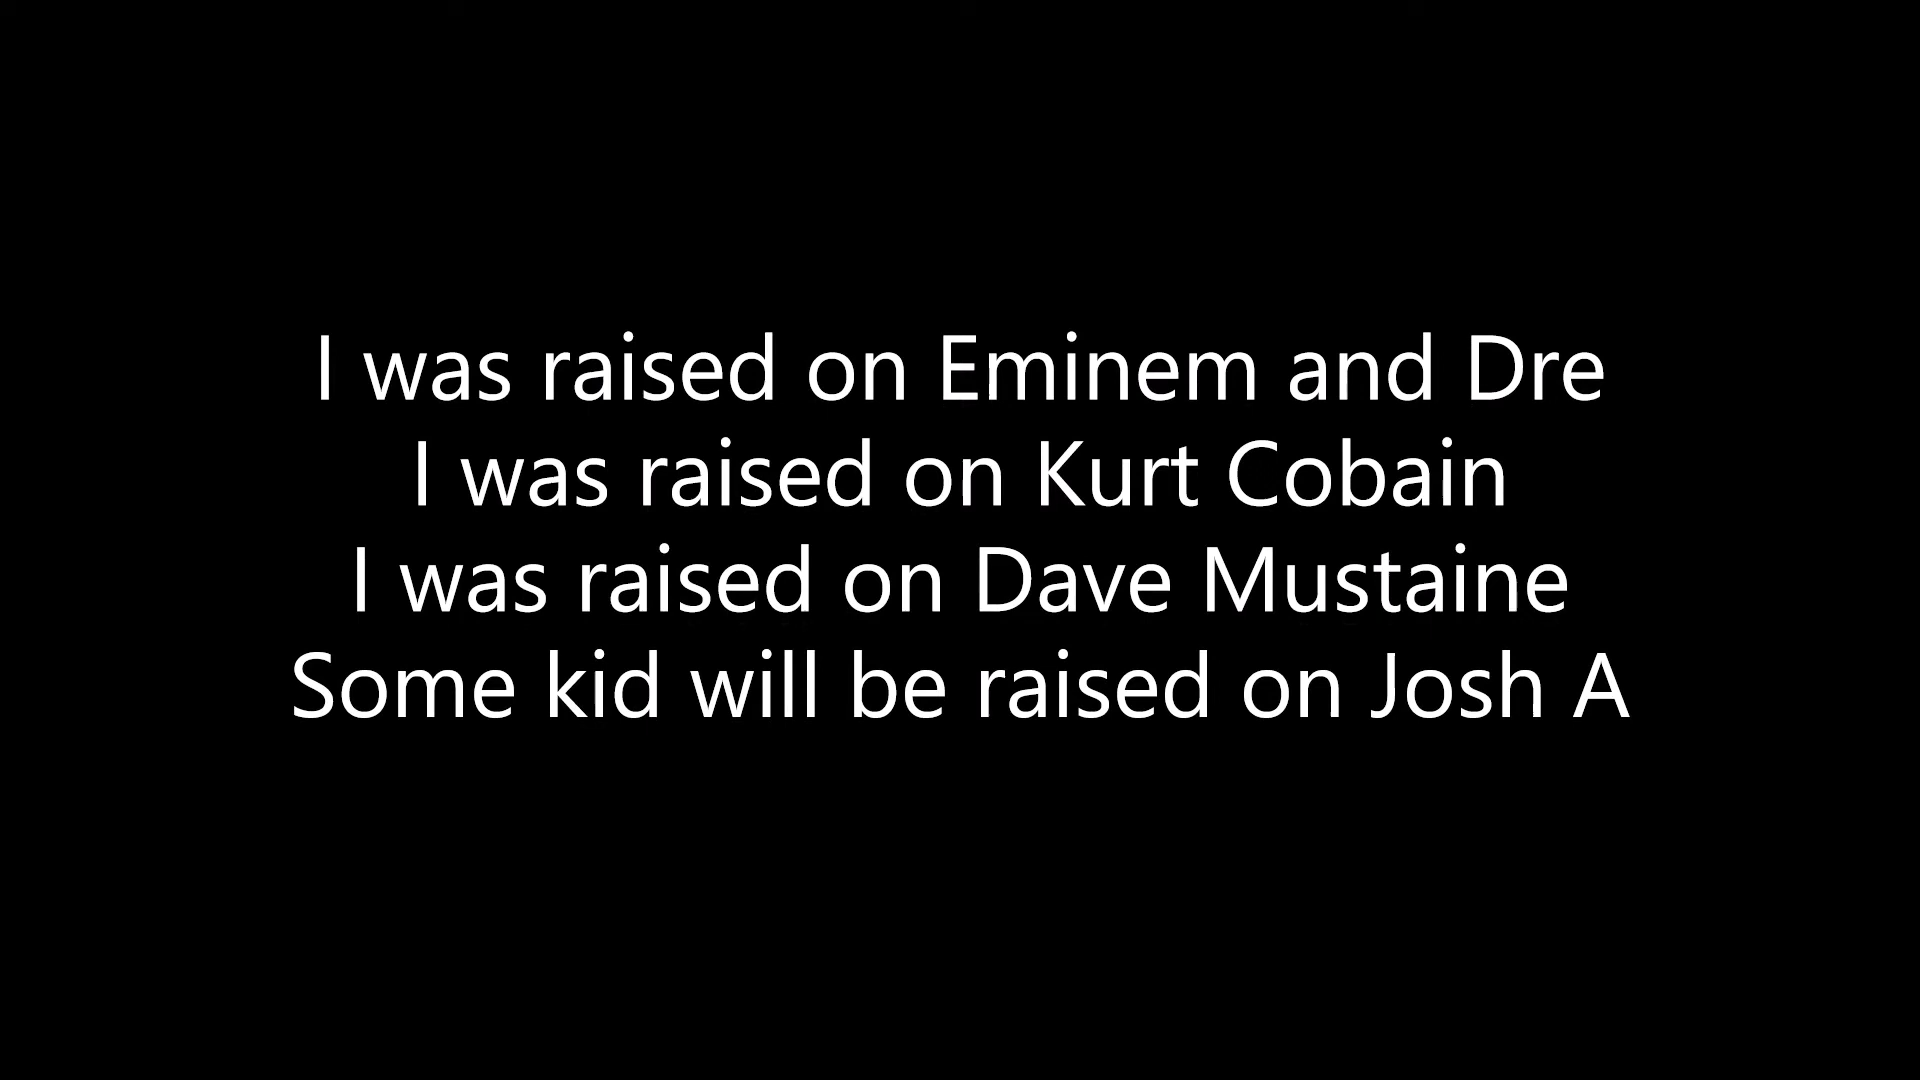 I was raised on Eminem and Dre
I was raised on Kurt Cobain
I was raised on Dave Mustaine
Some kid will be raised on Josh A